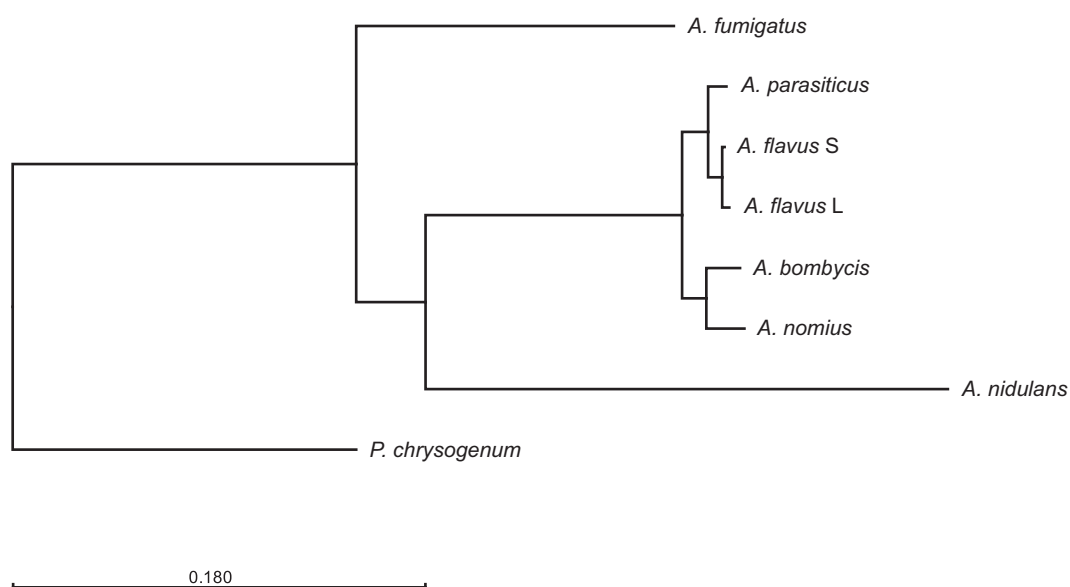 A. fumigatus
A. parasiticus
A. flavus S
A. flavus L
A. bombycis
A. nomius
A. nidulans
P. chrysogenum
0.180